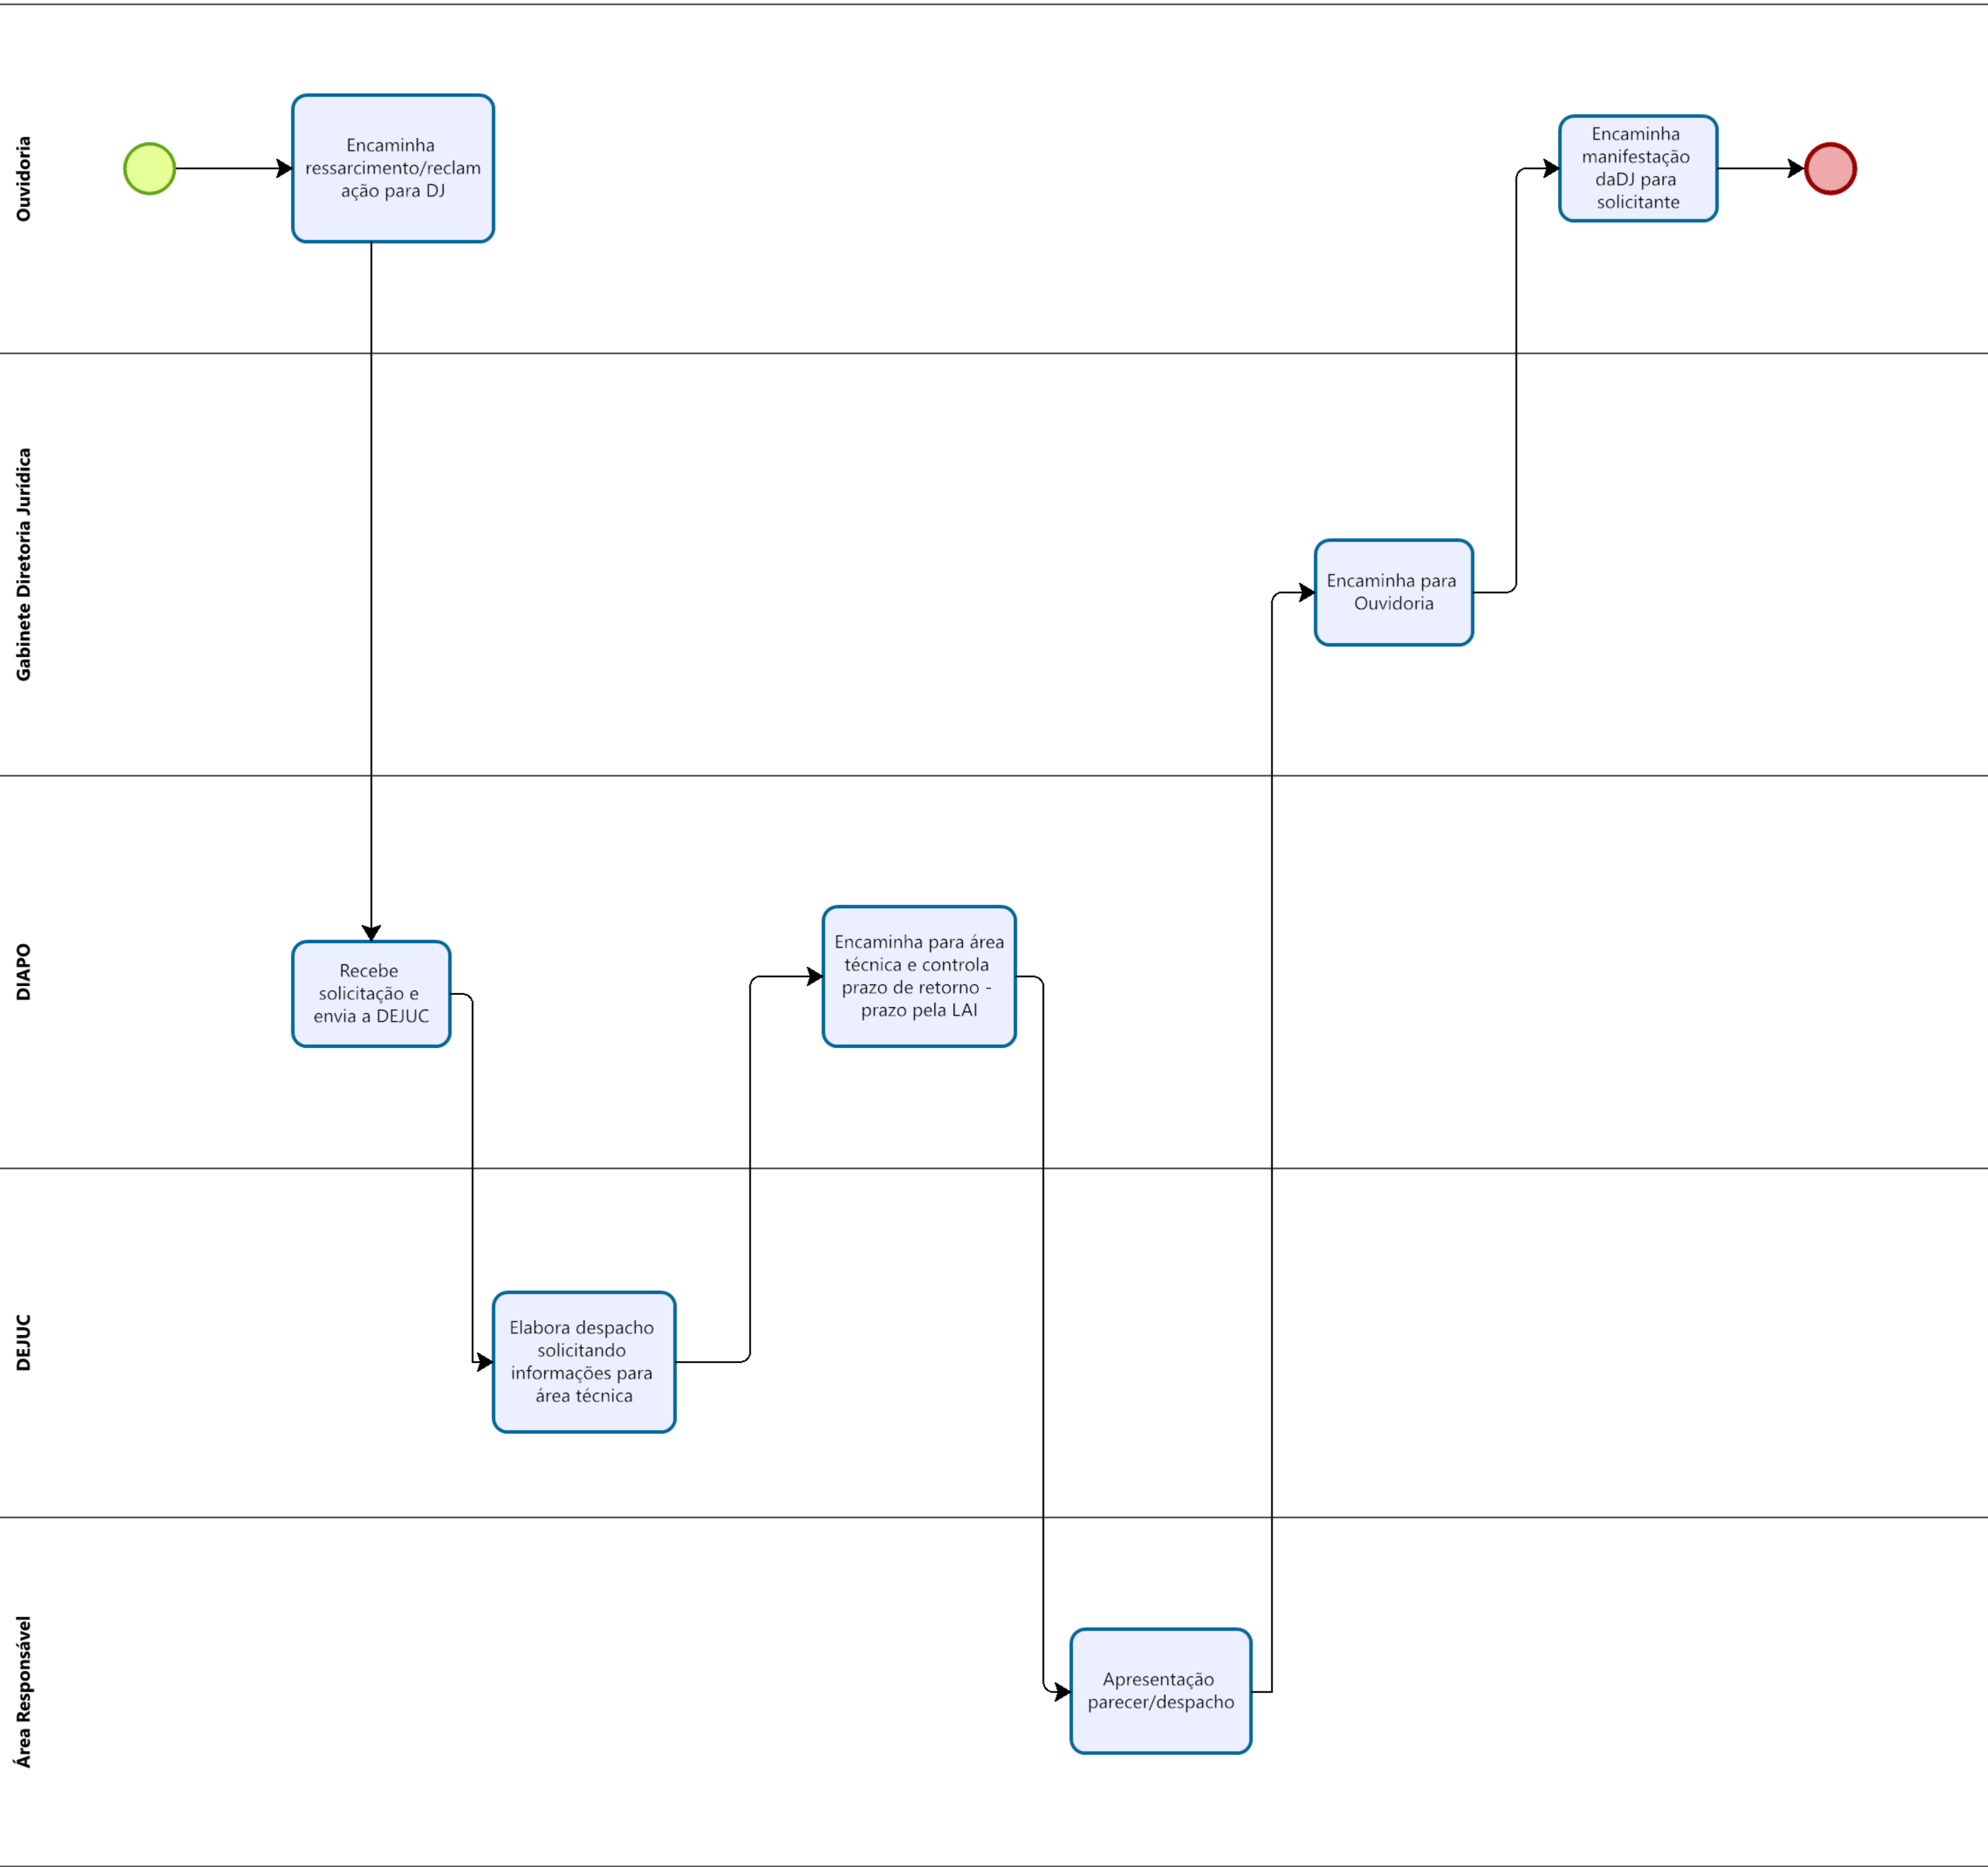 Ouvidoria
Encaminha
ressarcimento/reclam
ação para DJ
Encaminha
manifestação
daDJ para
solicitante
Gabinete Diretoria Jurídica
Encaminha para
Ouvidoria
DIAPO
Recebe
solicitação e
envia a DEJUC
Encaminha para área
técnica e controla
prazo de retorno -
prazo pela LAI
DEJUC
Elabora despacho
solicitando
informações para
área técnica
Área Responsável
Apresentação
parecer/despacho